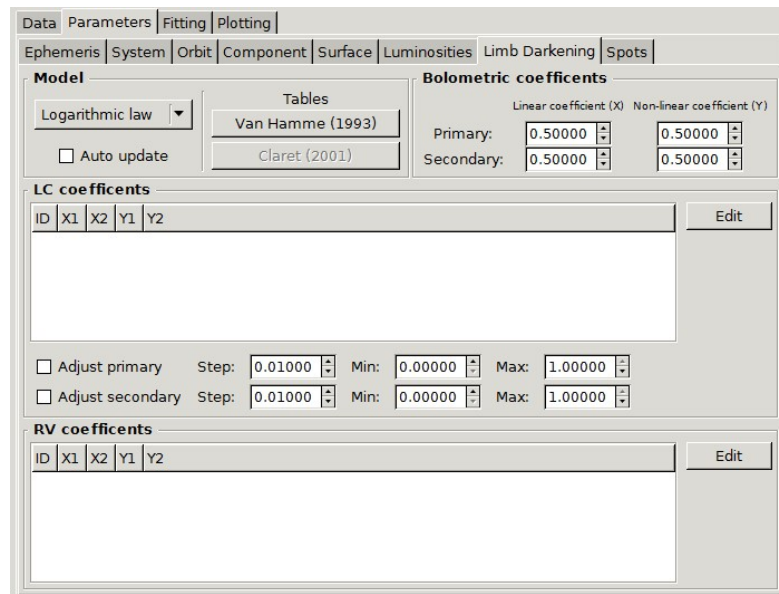 Data Parameters Fitting Plotting
Ephemeris System Orbit Component Surface Luminosities Limb Darkening Spots
Model
Logarithmic law
Auto update
Tables
Van Hamme (1993)
Claret (2001)
Bolometric coefficents
Linear coefficient (X) Non-linear coefficient (Y)
Primary: 0.50000 0.50000
Secondary: 0.50000 0.50000
LC coefficents
ID X1 X2 Y1 Y2
Edit
Adjust primary Step: 0.01000 Min: 0.00000 Max: 1.00000
Adjust secondary Step: 0.01000 Min: 0.00000 Max: 1.00000
RV coefficents
ID X1 X2 Y1 Y2
Edit